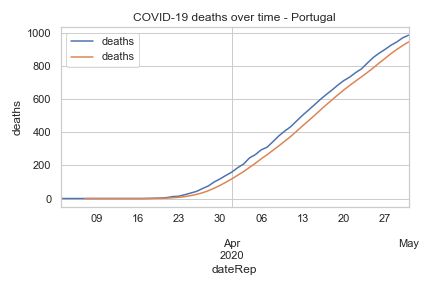 COVID-19 deaths over time - Portugal
1000
800
600
400
200
0
deaths
deaths
deaths
09 16 23 30 06 13 20 27
Apr May
2020
dateRep